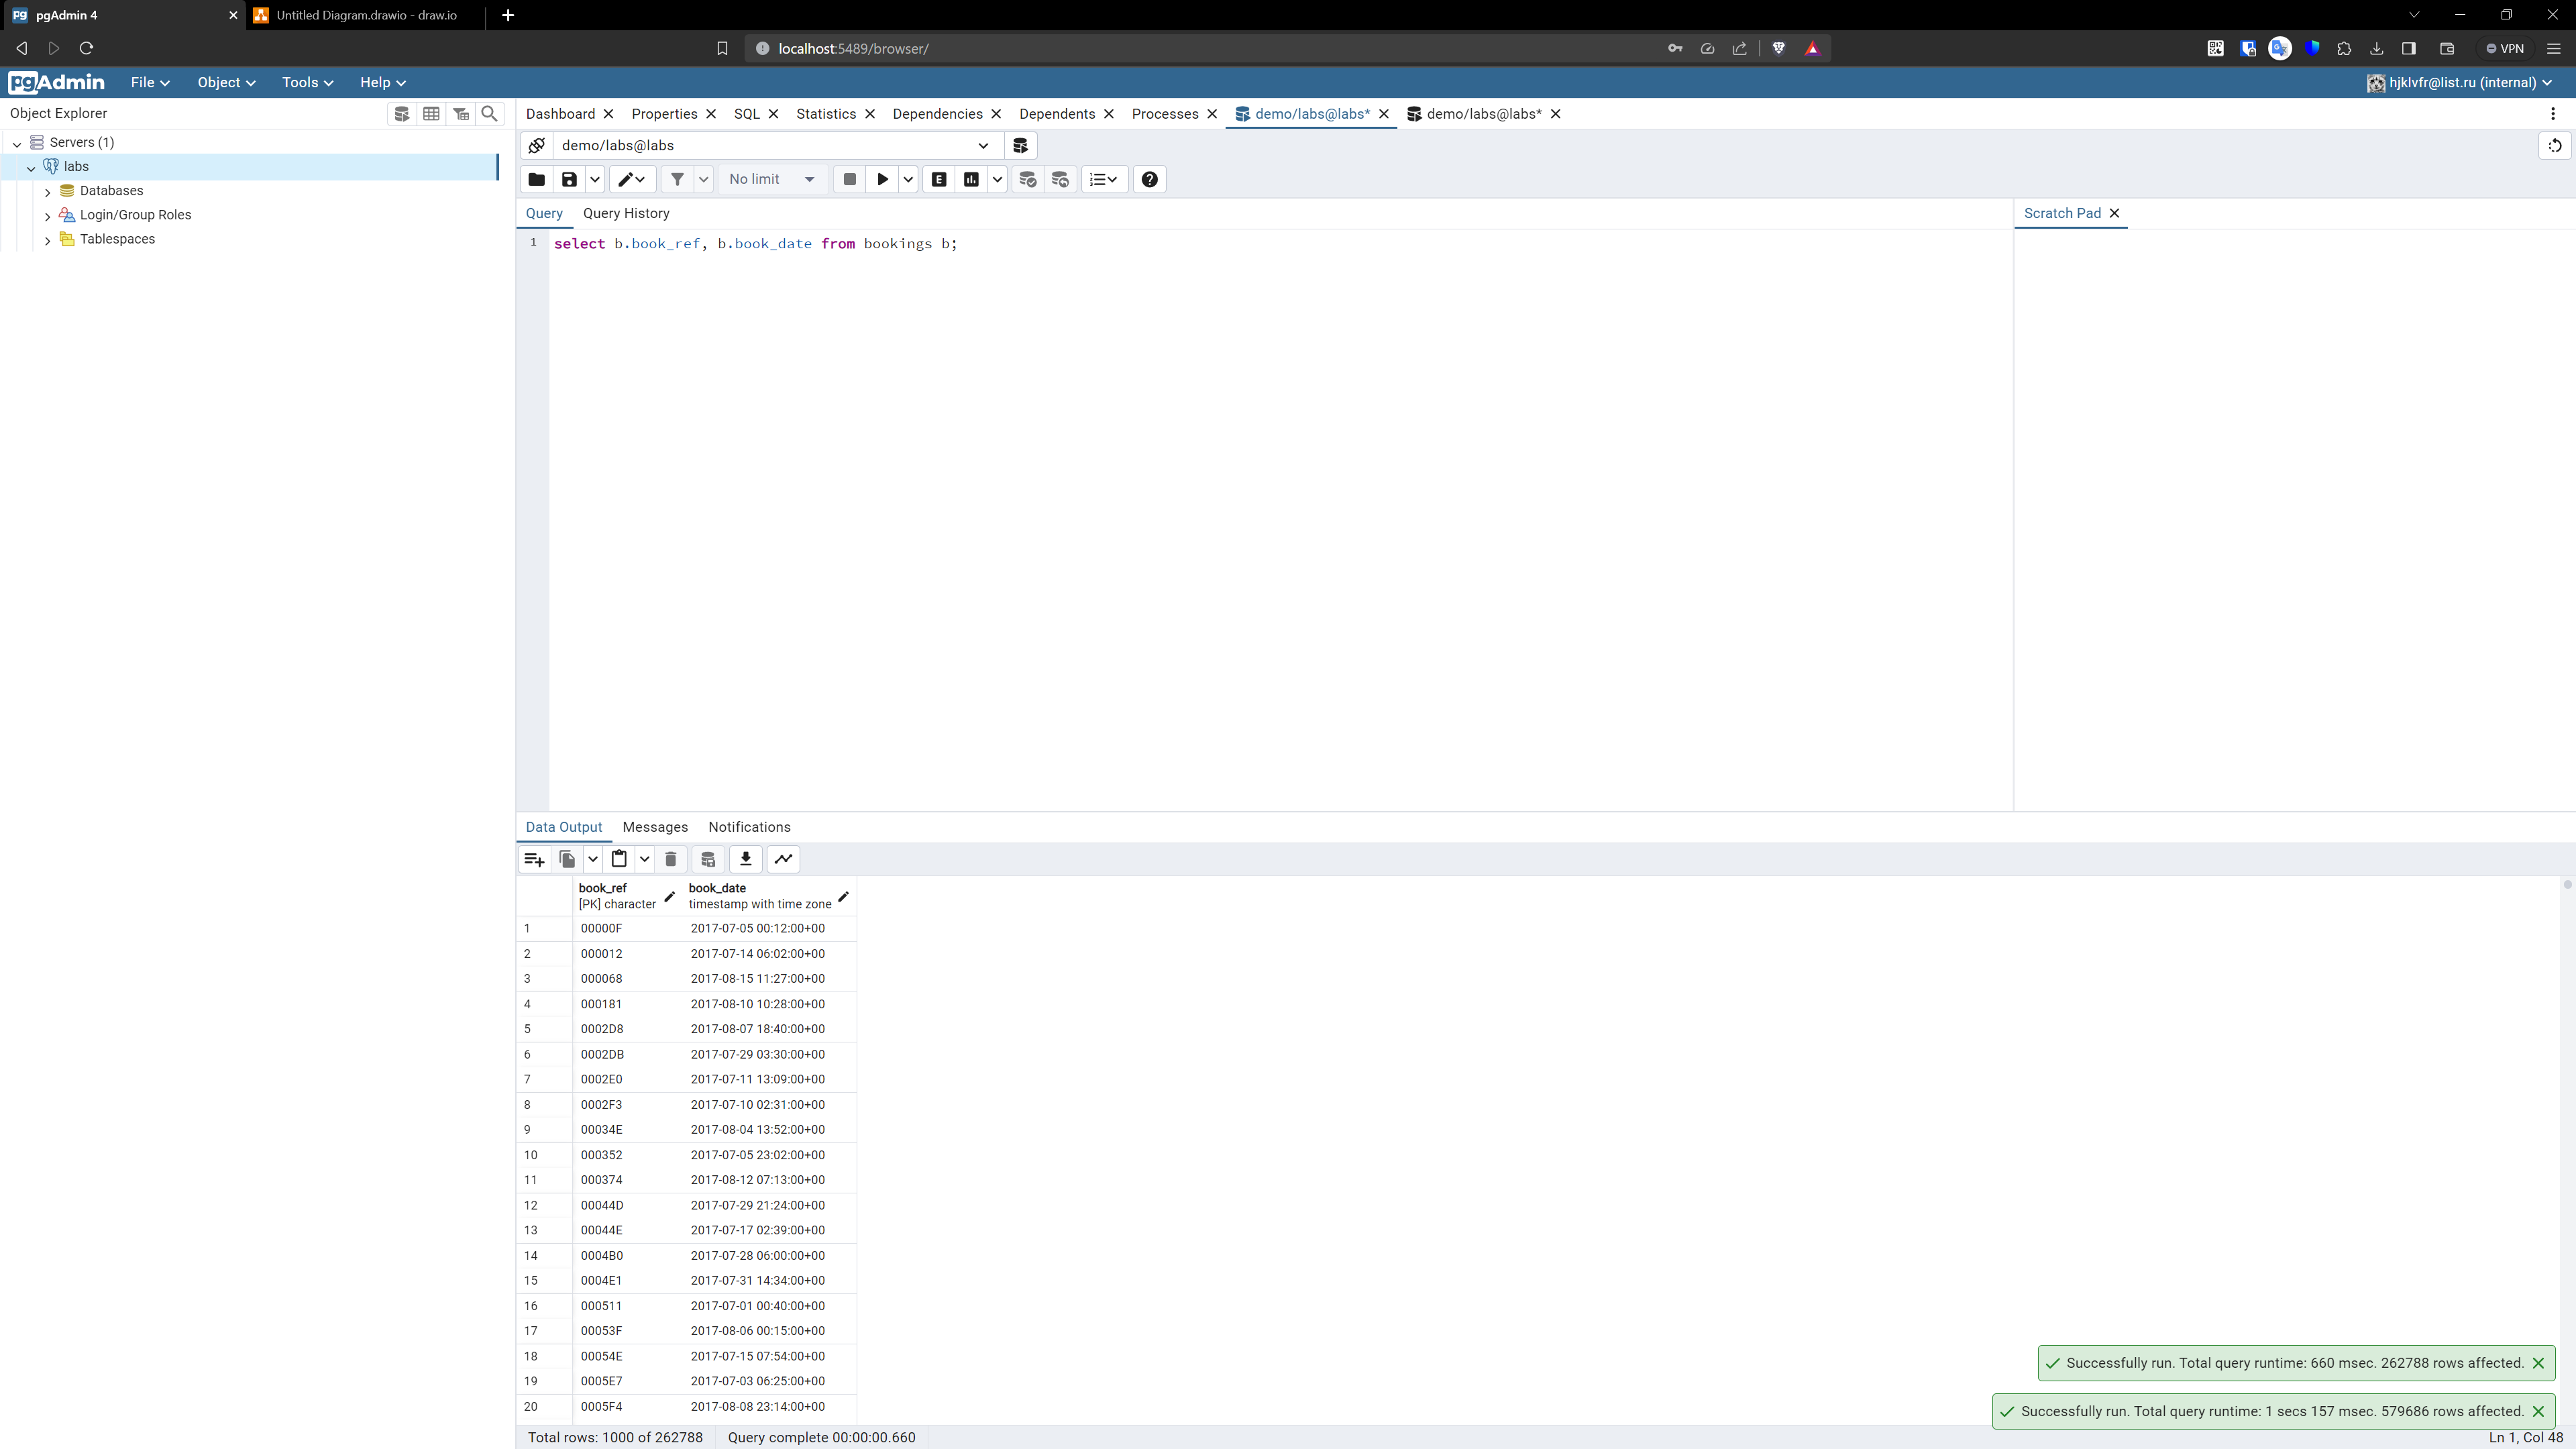 pgAdmin 4
Untitled Diagram.drawio - draw.io
localhost:5489/browser/
VPN
pgAdmin File Object Tools Help hjklvfr@list.ru (internal)
Object Explorer
Servers (1)
labs
Databases
Login/Group Roles
Tablespaces
Dashboard Properties SQL Statistics Dependencies Dependents Processes demo/labs@labs* demo/labs@labs*
demo/labs@labs
No limit
Query Query History
Scratch Pad
1 select b.book_ref, b.book_date from bookings b;
Data Output Messages Notifications
book_ref book_date
[PK] character timestamp with time zone
1 00000F 2017-07-05 00:12:00+00
2 000012 2017-07-14 06:02:00+00
3 000068 2017-08-15 11:27:00+00
4 000181 2017-08-10 10:28:00+00
5 0002D8 2017-08-07 18:40:00+00
6 0002DB 2017-07-29 03:30:00+00
7 0002E0 2017-07-11 13:09:00+00
8 0002F3 2017-07-10 02:31:00+00
9 00034E 2017-08-04 13:52:00+00
10 000352 2017-07-05 23:02:00+00
11 000374 2017-08-12 07:13:00+00
12 00044D 2017-07-29 21:24:00+00
13 00044E 2017-07-17 02:39:00+00
14 0004B0 2017-07-28 06:00:00+00
15 0004E1 2017-07-31 14:34:00+00
16 000511 2017-07-01 00:40:00+00
17 00053F 2017-08-06 00:15:00+00
18 00054E 2017-07-15 07:54:00+00
19 0005E7 2017-07-03 06:25:00+00
20 0005F4 2017-08-08 23:14:00+00
Successfully run. Total query runtime: 660 msec. 262788 rows affected.
Successfully run. Total query runtime: 1 secs 157 msec. 579686 rows affected.
Total rows: 1000 of 262788 Query complete 00:00:00.660 Ln 1, Col 48